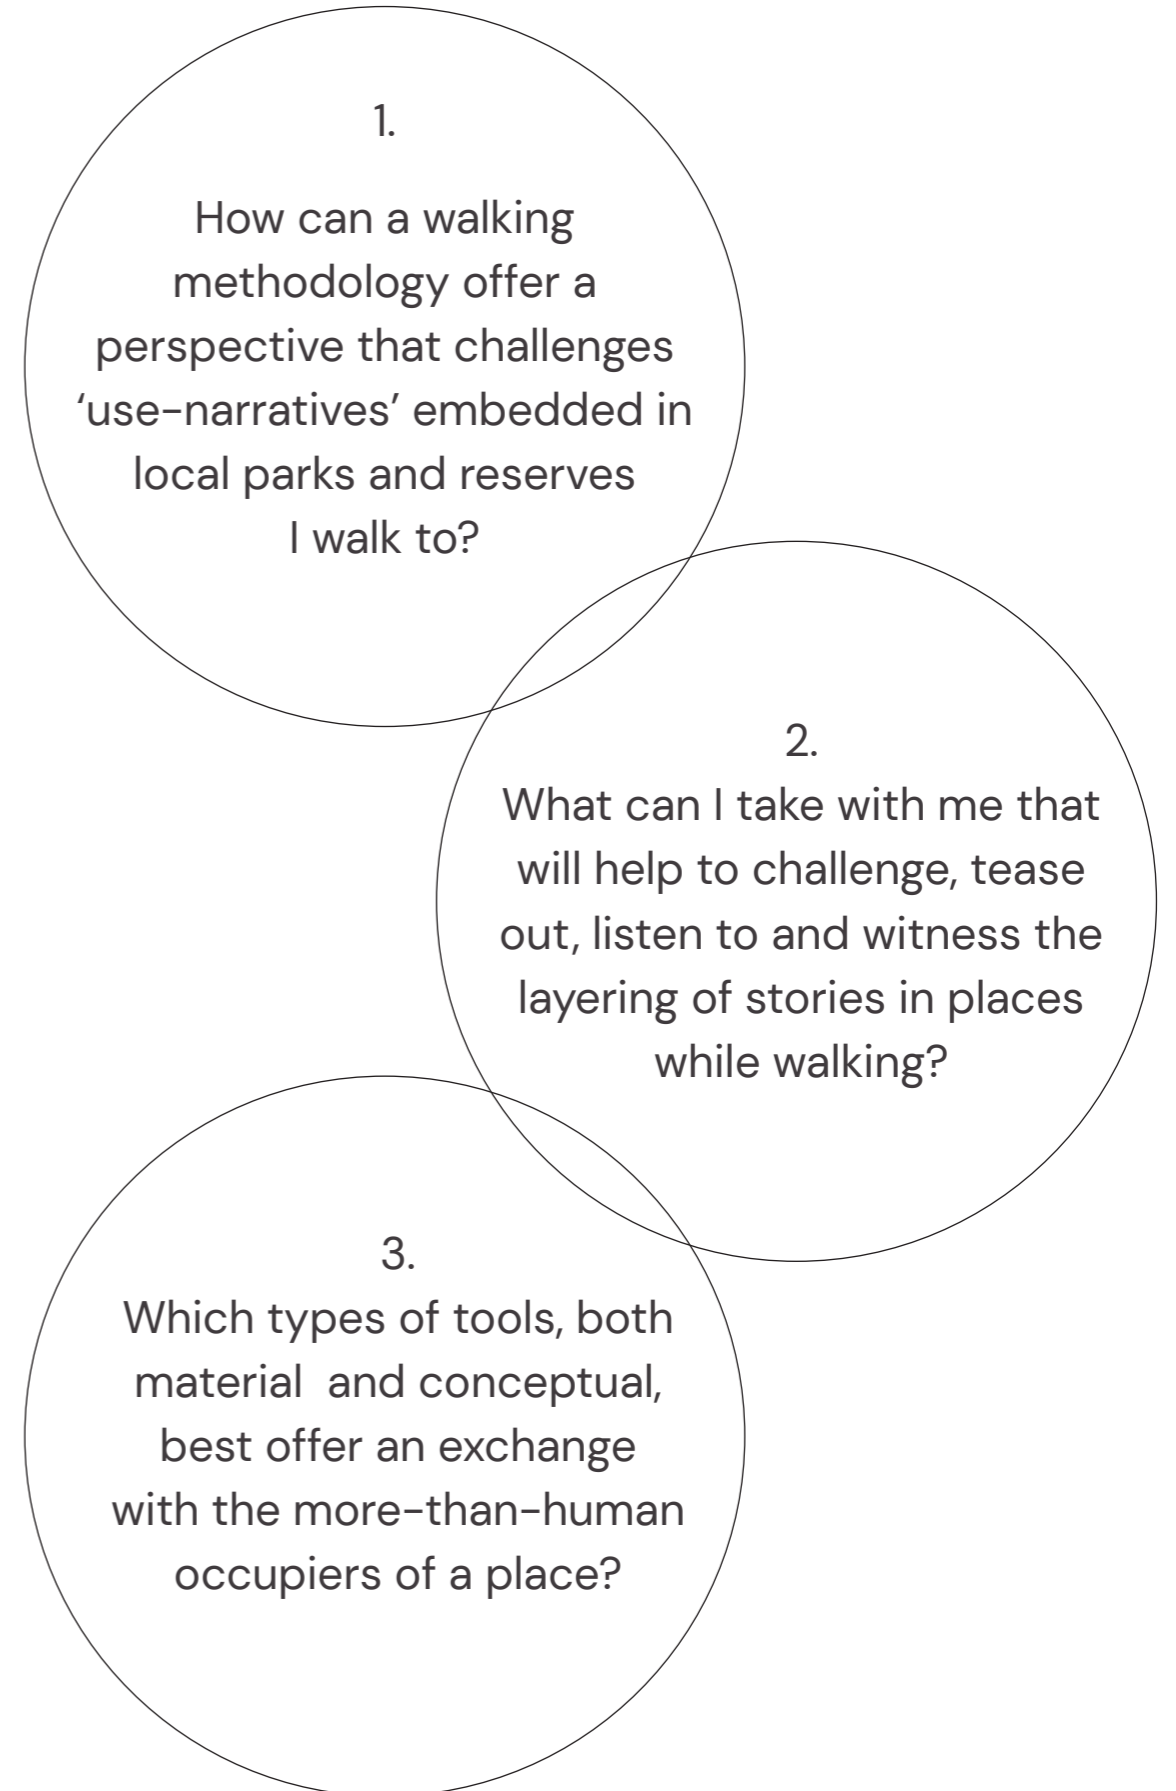 1.
How can a walking
methodology offer a
perspective that challenges
‘use-narratives’ embedded in
local parks and reserves
I walk to?
2.
What can I take with me that
will help to challenge, tease
out, listen to and witness the
layering of stories in places
while walking?
3.
Which types of tools, both
material  and conceptual,
best offer an exchange
with the more-than-human
occupiers of a place?